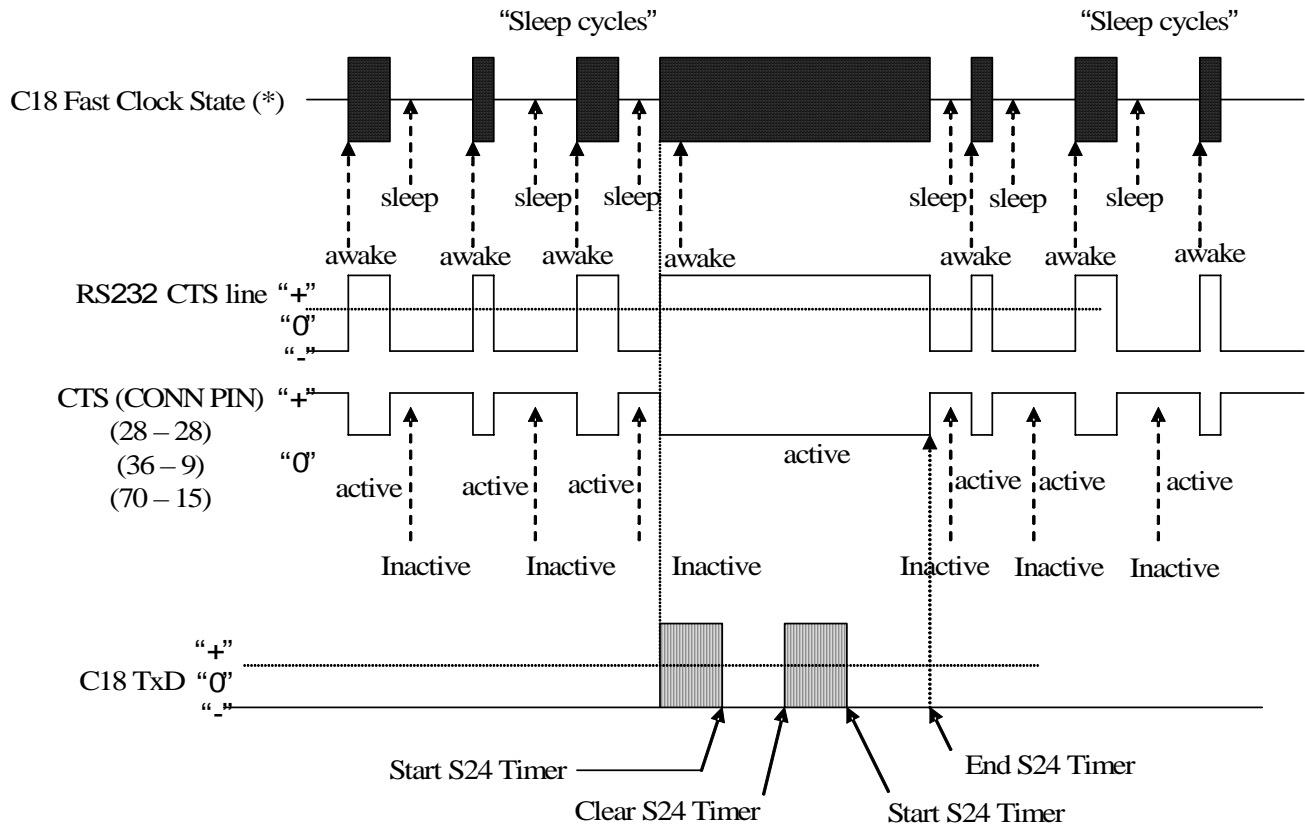 “Sleep cycles” “Sleep cycles”
C18 Fast Clock State (*)
sleep sleep sleep sleep sleep sleep
awake awake awake awake awake awake awake
RS232 CTS line “+”
“0”
“-”
CTS (CONN PIN) “+”
(28 – 28)
(36 – 9) “0”
(70 – 15)
active
active active active active active active
Inactive Inactive Inactive Inactive Inactive Inactive
“+”
C18 TxD “0”
“-”
Start S24 Timer
End S24 Timer
Clear S24 Timer
Start S24 Timer